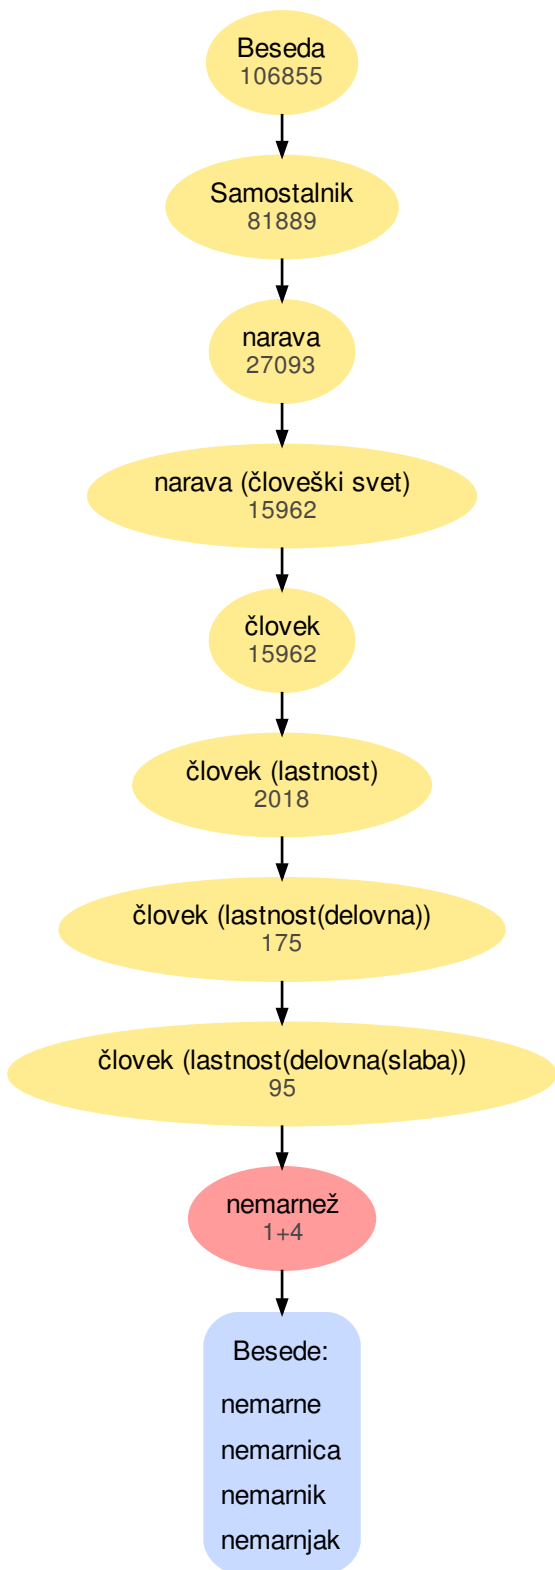 Beseda
106855
Samostalnik
81889
narava
27093
narava (človeški svet)
15962
človek
15962
človek (lastnost)
2018
človek (lastnost(delovna))
175
človek (lastnost(delovna(slaba))
95
nemarnež
1+4
Besede:
nemarne
nemarnica
nemarnik
nemarnjak